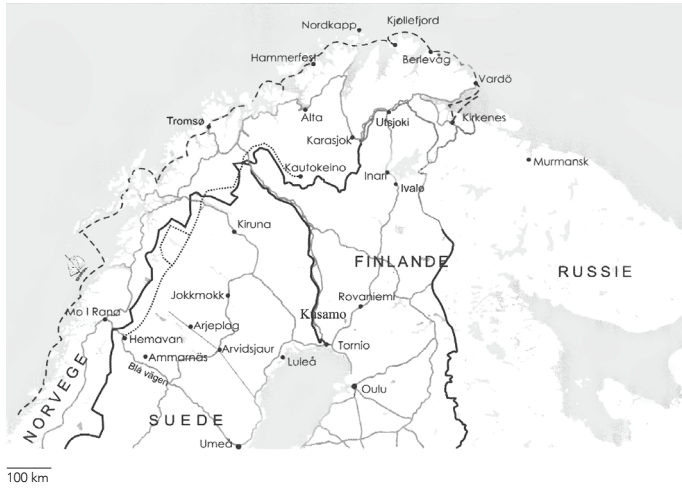 Kjøllefjord
Nordkapp
Berlevåg
Hammerfest
Vardö
Alta
Tromsø
Utsjoki
Kirkenes
Karasjok
Murmansk
Kautokeino
Inari
Ivalo
Kiruna
FINLANDE
RUSSIE
Jokkmokk
Rovaniemi
Mo I Rana
Kusamo
Arjeplog
Hemavan
Tornio
Arvidsjaur
Ammarnäs
Luleå
Blå vägen
Oulu
NORVEGE
SUEDE
Umeå
100 km